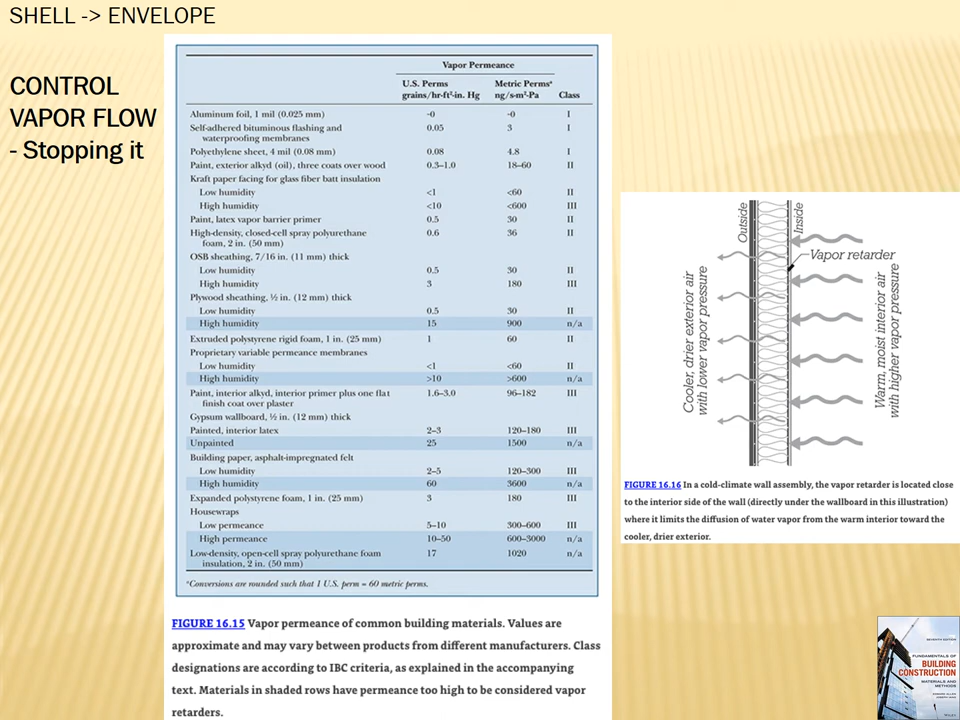 SHELL -> ENVELOPE
CONTROL
VAPOR FLOW
- Stopping it
Vapor Permeance
U.S. Perms Metric Permsᵃ
grains/hr-ft²-in. Hg ng/s-m²-Pa Class
Aluminum foil, 1 mil (0.025 mm) -0 -0 I
Self-adhered bituminous flashing and 0.05 3 I
waterproofing membranes
Polyethylene sheet, 4 mil (0.08 mm) 0.08 4.8 I
Paint, exterior alkyd (oil), three coats over wood 0.3–1.0 18–60 II
Kraft paper facing for glass fiber batt insulation
Low humidity <1 <60 II
High humidity <10 <600 III
Paint, latex vapor barrier primer 0.5 30 II
High-density, closed-cell spray polyurethane 0.6 36 II
foam, 2 in. (50 mm)
OSB sheathing, 7/16 in. (11 mm) thick
Low humidity 0.5 30 II
High humidity 3 180 III
Plywood sheathing, ½ in. (12 mm) thick
Low humidity 0.5 30 II
High humidity 15 900 n/a
Extruded polystyrene rigid foam, 1 in. (25 mm) 1 60 II
Proprietary variable permeance membranes
Low humidity <1 <60 II
High humidity >10 >600 n/a
Paint, interior alkyd, interior primer plus one flat 1.6–3.0 96–182 III
finish coat over plaster
Gypsum wallboard, ½ in. (12 mm) thick
Painted, interior latex 2–3 120–180 III
Unpainted 25 1500 n/a
Building paper, asphalt-impregnated felt
Low humidity 2–5 120–300 III
High humidity 60 3600 n/a
Expanded polystyrene foam, 1 in. (25 mm) 3 180 III
Housewraps
Low permeance 5–10 300–600 III
High permeance 10–50 600–3000 n/a
Low-density, open-cell spray polyurethane foam 17 1020 n/a
insulation, 2 in. (50 mm)
ᵃConversions are rounded such that 1 U.S. perm = 60 metric perms.
FIGURE 16.15 Vapor permeance of common building materials. Values are
approximate and may vary between products from different manufacturers. Class
designations are according to IBC criteria, as explained in the accompanying
text. Materials in shaded rows have permeance too high to be considered vapor
retarders.
Outside
Inside
Vapor retarder
Cooler, drier exterior air
with lower vapor pressure
Warm, moist interior air
with higher vapor pressure
FIGURE 16.16 In a cold-climate wall assembly, the vapor retarder is located close
to the interior side of the wall (directly under the wallboard in this illustration)
where it limits the diffusion of water vapor from the warm interior toward the
cooler, drier exterior.
FUNDAMENTALS OF
BUILDING
CONSTRUCTION
MATERIALS AND
METHODS